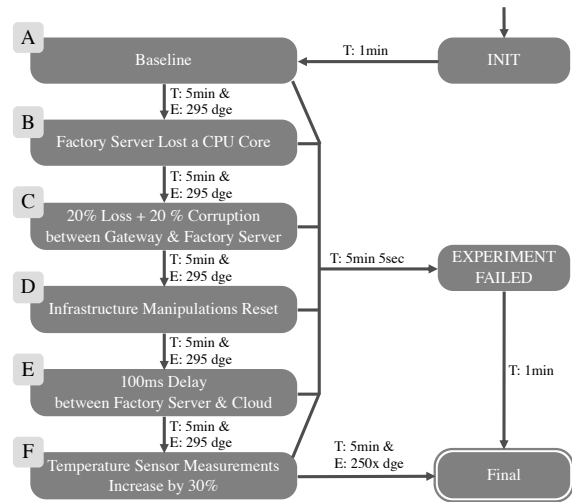 A
Baseline
T: 1min
INIT
T: 5min &
E: 295 dge
B
Factory Server Lost a CPU Core
T: 5min &
E: 295 dge
C
20% Loss + 20 % Corruption
between Gateway & Factory Server
T: 5min &
E: 295 dge
T: 5min 5sec
EXPERIMENT
FAILED
D
Infrastructure Manipulations Reset
T: 5min &
E: 295 dge
E
100ms Delay
between Factory Server & Cloud
T: 1min
T: 5min &
E: 295 dge
F
Temperature Sensor Measurements
Increase by 30%
T: 5min &
E: 250x dge
Final